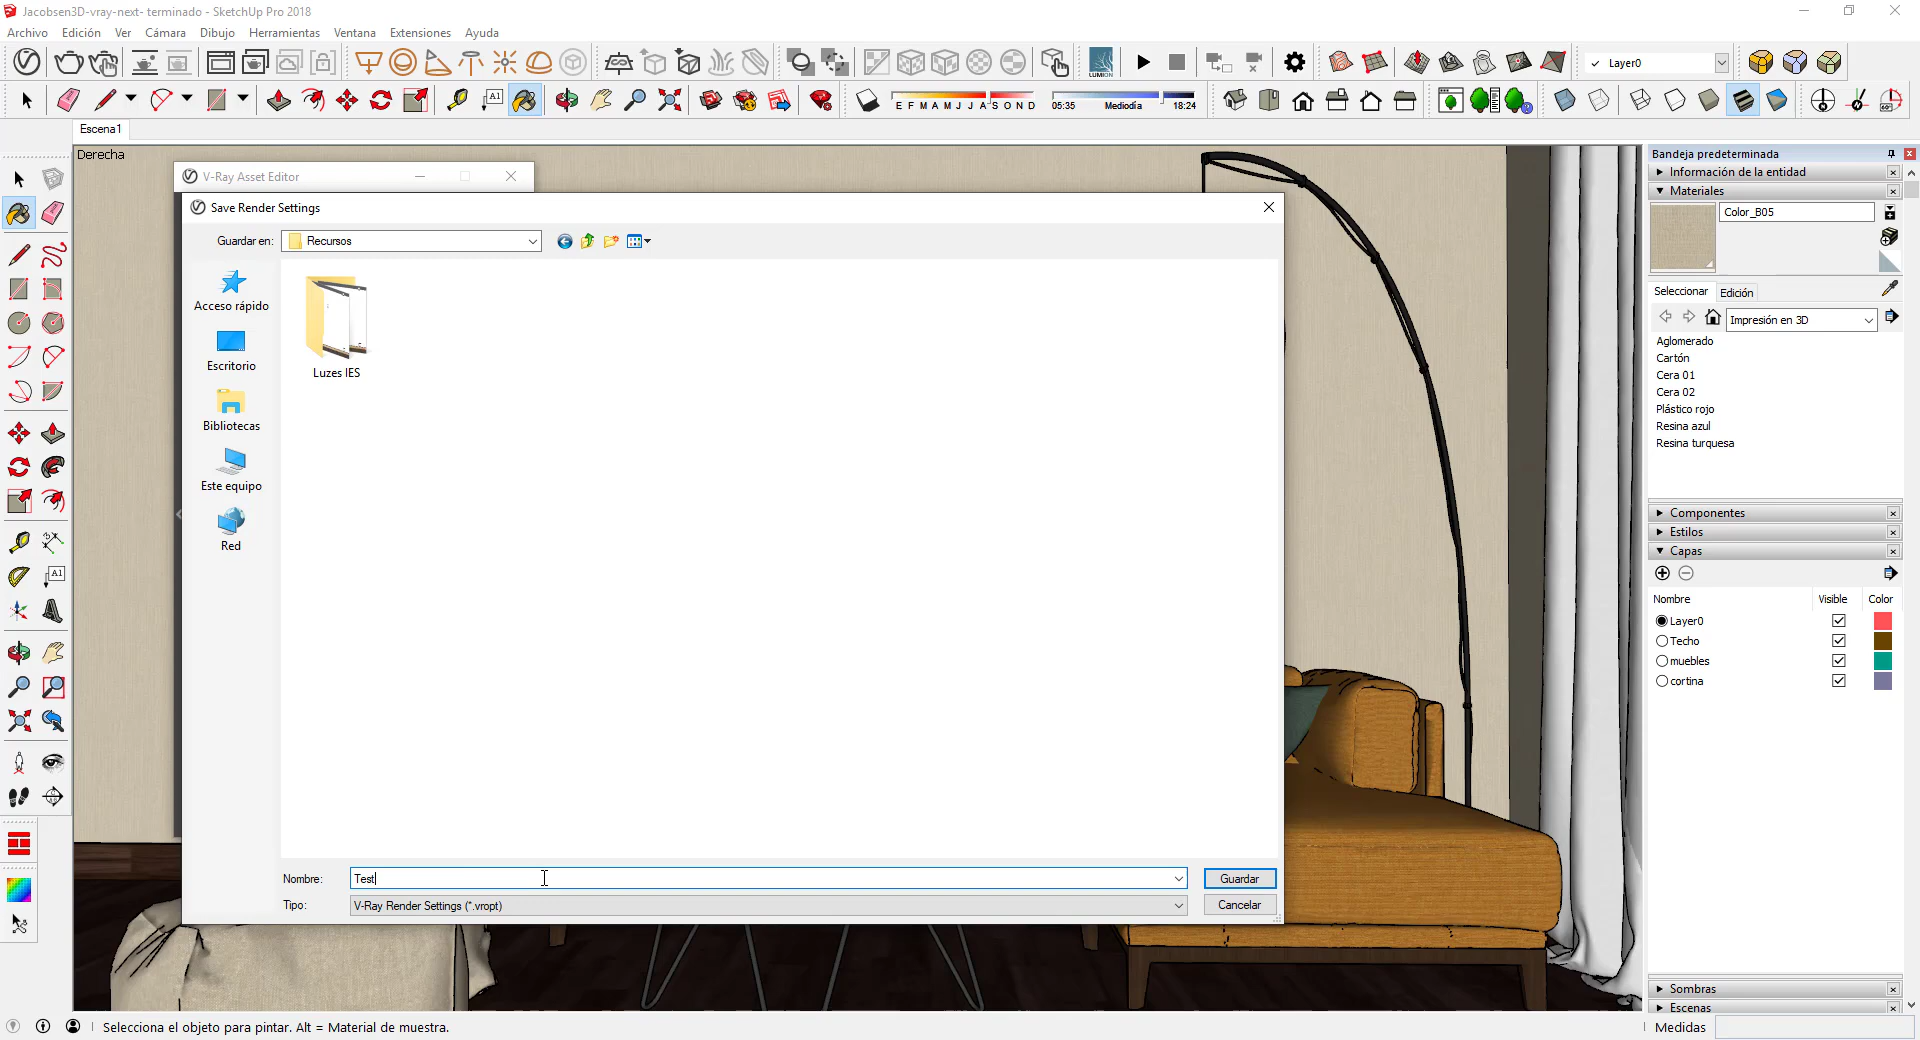 Jacobsen3D-vray-next- terminado - SketchUp Pro 2018
Archivo Edición Ver Cámara Dibujo Herramientas Ventana Extensiones Ayuda
LUMION
Layer0
A1
E F M A M J J A S O N D
05:35 Mediodía 18:24
Escena1
Derecha
V-Ray Asset Editor
Save Render Settings
Guardar en: Recursos
Acceso rápido
Escritorio
Bibliotecas
Este equipo
Red
Luzes IES
Nombre: Test
Guardar
Tipo: V-Ray Render Settings (*.vropt)
Cancelar
A1
Bandeja predeterminada
Información de la entidad
Materiales
Color_B05
Seleccionar Edición
Impresión en 3D
Aglomerado
Cartón
Cera 01
Cera 02
Plástico rojo
Resina azul
Resina turquesa
Componentes
Estilos
Capas
Nombre Visible Color
Layer0
Techo
muebles
cortina
Sombras
Escenas
Selecciona el objeto para pintar. Alt = Material de muestra.
Medidas